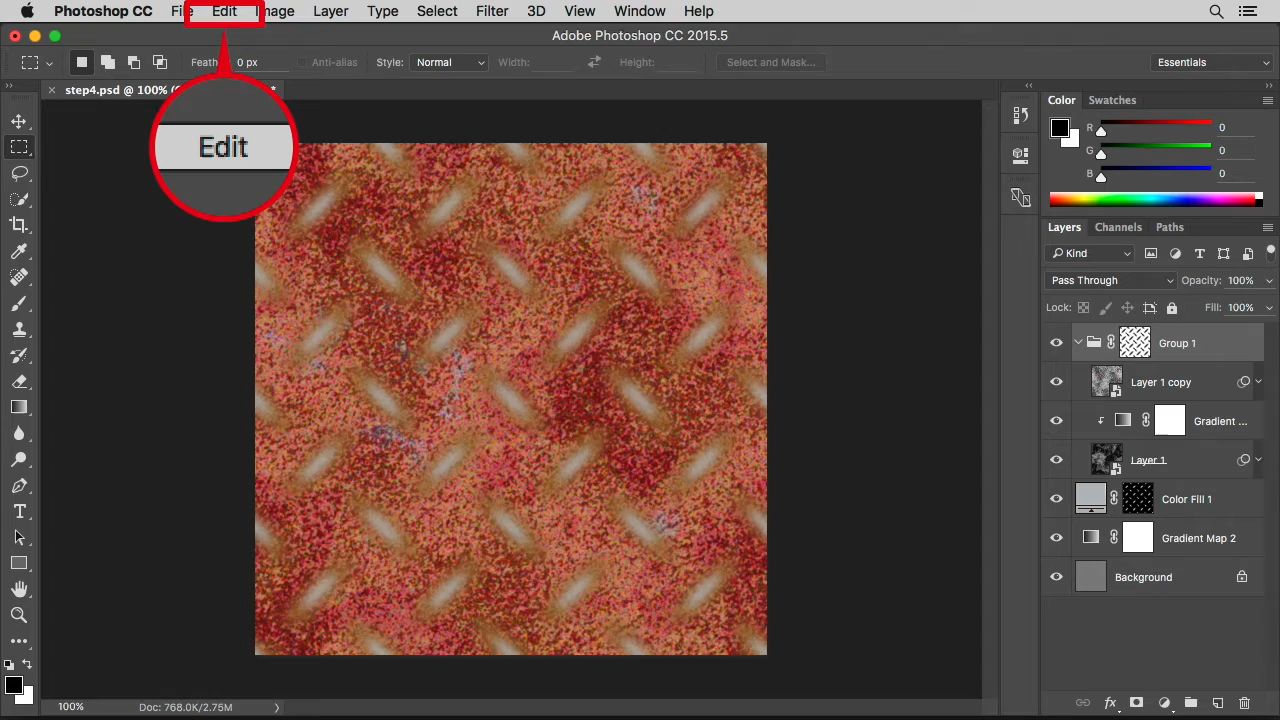 Photoshop CC File Edit Image Layer Type Select Filter 3D View Window Help
Adobe Photoshop CC 2015.5
0 px Anti-alias Style: Normal Width: Height: Select and Mask... Essentials
step4.psd @ 100%
Edit
Color Swatches
R 0
G 0
B 0
Layers Channels Paths
Kind
Pass Through Opacity: 100%
Lock: Fill: 100%
Group 1
Layer 1 copy
Gradient ...
Layer 1
Color Fill 1
Gradient Map 2
Background
100% Doc: 768.0K/2.75M